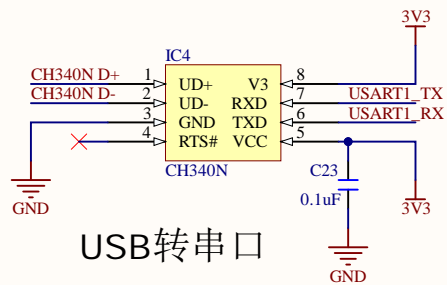 3V3
IC4
CH340N D+ 1 UD+ V3 8
CH340N D- 2 UD- RXD 7 USART1_TX
3 GND TXD 6 USART1_RX
4 RTS# VCC 5
CH340N
C23
0.1uF
GND
3V3
USB转串口
GND